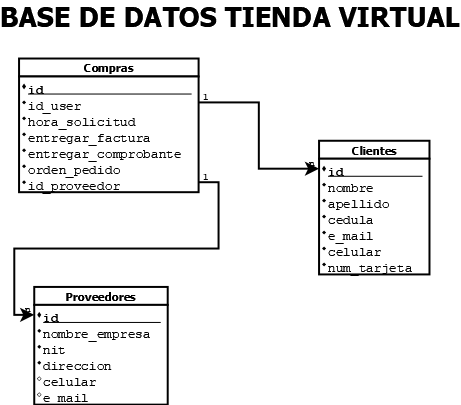 BASE DE DATOS TIENDA VIRTUAL
Compras
id
id_user
hora_solicitud
entregar_factura
entregar_comprobante
orden_pedido
id_proveedor
1
1
n
Clientes
id
nombre
apellido
cedula
e_mail
celular
num_tarjeta
n
Proveedores
id
nombre_empresa
nit
direccion
celular
e_mail